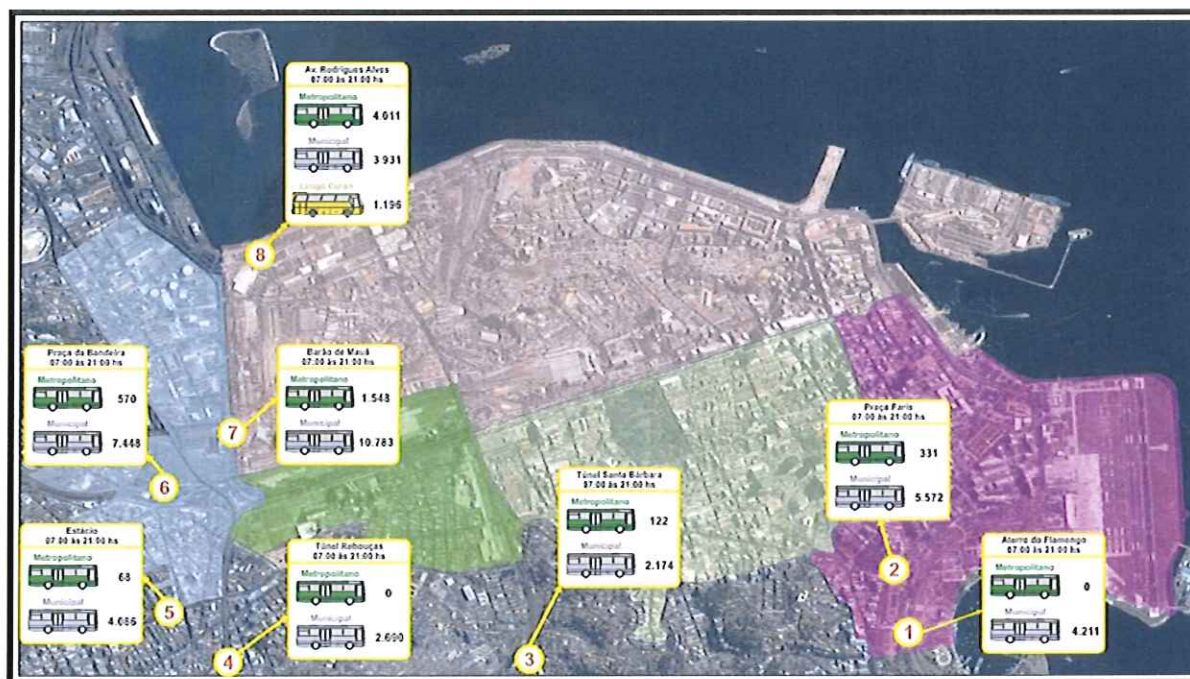 Av. Rodrigues Alves
07:00 às 21:00 hs
Metropolitano
4.011
Municipal
3.931
1.196
8
Praça da Bandeira
07:00 às 21:00 hs
Metropolitano
570
Municipal
7.448
6
Barão de Mauá
07:00 às 21:00 hs
Metropolitano
1.548
Municipal
10.783
7
Praça Paris
07:00 às 21:00 hs
Metropolitano
331
Municipal
5.572
2
Túnel Santa Bárbara
07:00 às 21:00 hs
Metropolitano
122
Municipal
2.174
3
Estácio
07:00 às 21:00 hs
Metropolitano
68
Municipal
5
Túnel Rebouças
07:00 às 21:00 hs
Metropolitano
0
Municipal
2.690
4
Aterro do Flamengo
07:00 às 21:00 hs
Metropolitano
0
Municipal
4.211
1